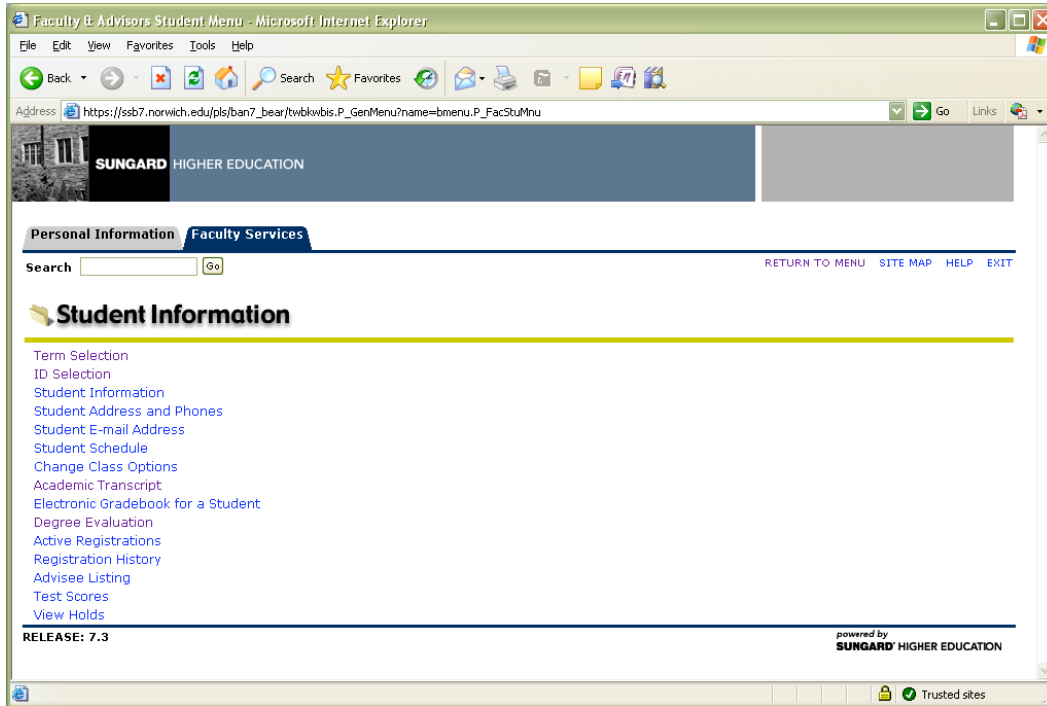 Faculty & Advisors Student Menu - Microsoft Internet Explorer
File Edit View Favorites Tools Help
Back Search Favorites
Address https://ssb7.norwich.edu/pls/ban7_bear/twbkwbis.P_GenMenu?name=bmenu.P_FacStuMnu Go Links
SUNGARD HIGHER EDUCATION
Personal Information Faculty Services
Search Go RETURN TO MENU SITE MAP HELP EXIT
Student Information
Term Selection
ID Selection
Student Information
Student Address and Phones
Student E-mail Address
Student Schedule
Change Class Options
Academic Transcript
Electronic Gradebook for a Student
Degree Evaluation
Active Registrations
Registration History
Advisee Listing
Test Scores
View Holds
RELEASE: 7.3 powered by
SUNGARD' HIGHER EDUCATION
Trusted sites